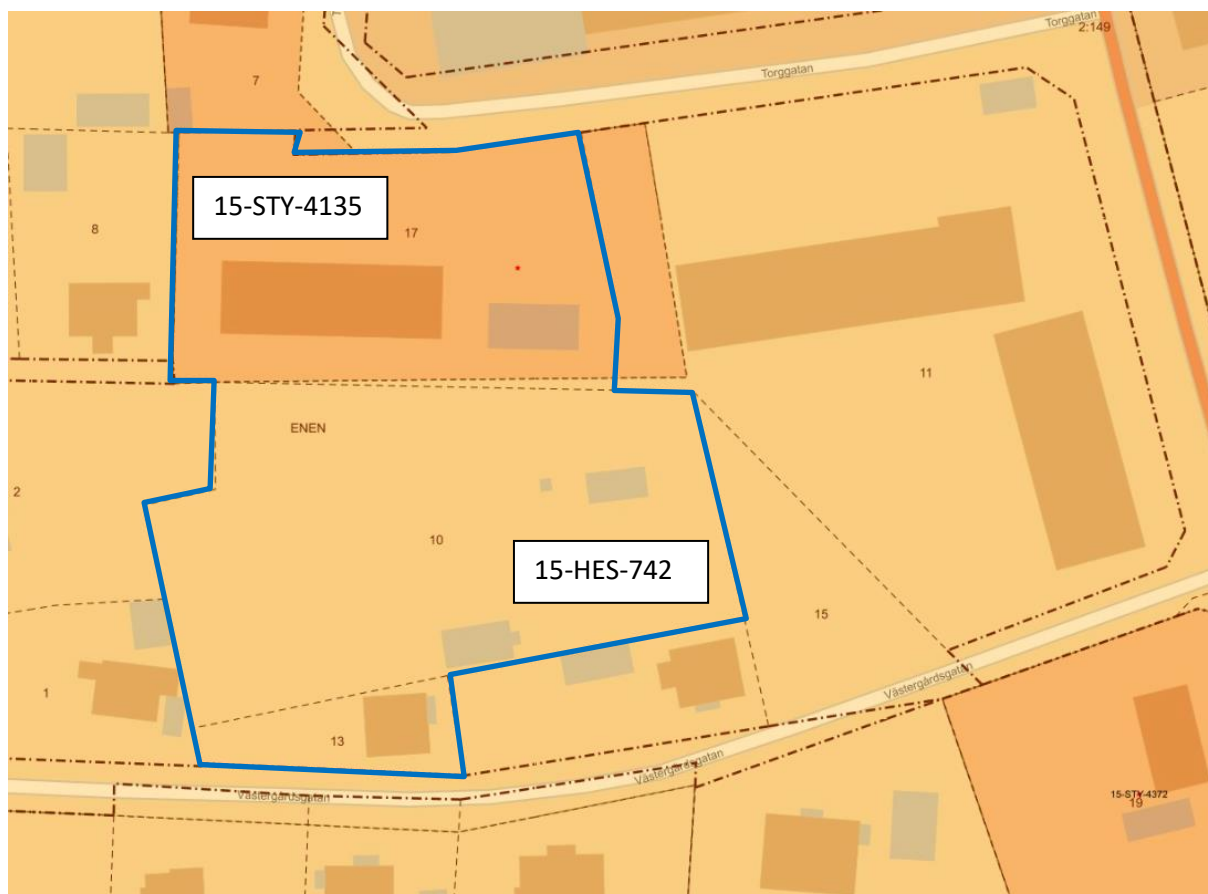 Torggatan
2:149
Torggatan
7
15-STY-4135
17
8
11
ENEN
2
10
15-HES-742
15
1
13
Västergårdsgatan
Västergårdsgatan
Västergårdsgatan
15-STY-4372
19